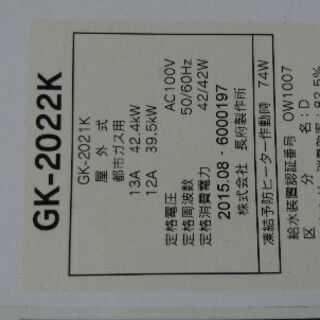 GK-2022K
GK-2021K
屋外式
都市ガス用
13A 42.4kW
12A 39.5kW
定格電圧 AC100V
定格周波数 50/60Hz
定格消費電力 42/42W
2015.08-6000197
株式会社 長府製作所
凍結予防ヒーター作動時 74W
給水装置認証番号 OW1007
区分名:D
82.5%